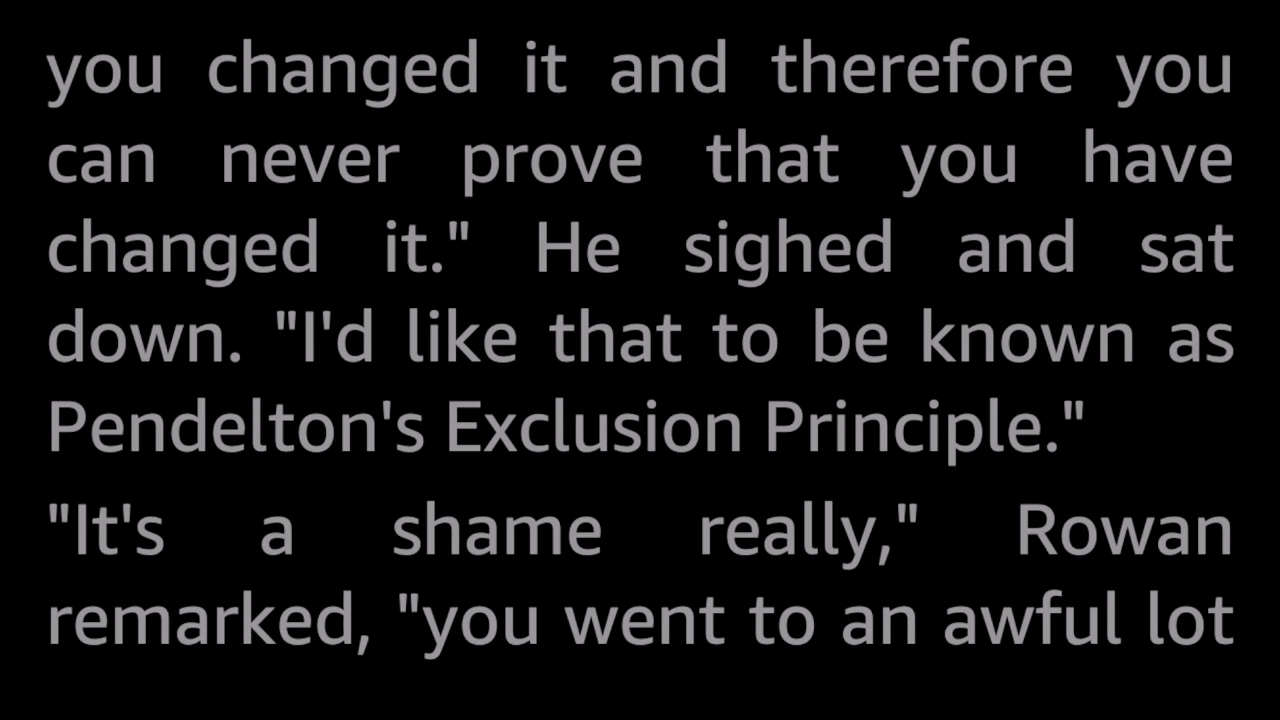 you changed it and therefore you
can never prove that you have
changed it." He sighed and sat
down. "I'd like that to be known as
Pendelton's Exclusion Principle."
"It's a shame really," Rowan
remarked, "you went to an awful lot